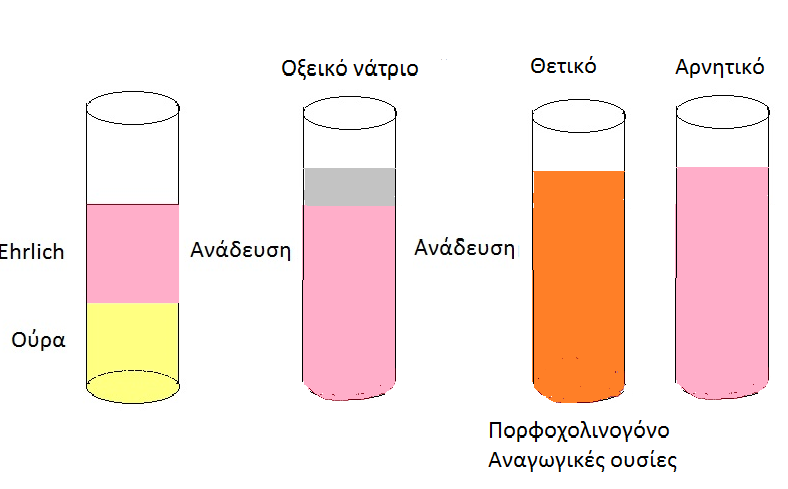 Οξεικό νάτριο
Θετικό
Αρνητικό
Ehrlich
Ανάδευση
Ανάδευση
Ούρα
Πορφοχολινογόνο
Αναγωγικές ουσίες